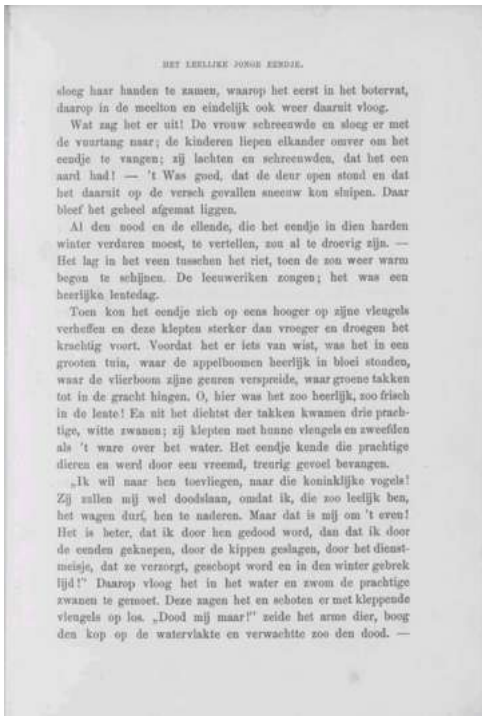 HET LEELIJKE JONGE EENDJE.
sloeg haar handen te zamen, waarop het eerst in het botervat,
daarop in de meelton en eindelijk ook weer daaruit vloog.
Wat zag het er uit! De vrouw schreeuwde en sloeg er met
de vuurtang naar; de kinderen liepen elkander omver om het
eendje te vangen; zij lachten en schreeuwden, dat het een
aard had! — 't Was goed, dat de deur open stond en dat
het daaruit op de versch gevallen sneeuw kon sluipen. Daar
bleef het geheel afgemat liggen.
Al den nood en de ellende, die het eendje in dien harden
winter verduren moest, te vertellen, zou al te droevig zijn. —
Het lag in het veen tusschen het riet, toen de zon weer warm
begon te schijnen. De leeuweriken zongen; het was een
heerlijke lentedag.
Toen kon het eendje zich op eens hooger op zijne vleugels
verheffen en deze klepten sterker dan vroeger en droegen het
krachtig voort. Voordat het er iets van wist, was het in een
grooten tuin, waar de appelboomen heerlijk in bloei stonden,
waar de vlierboom zijne geuren verspreide, waar groene takken
tot in de gracht hingen. O, hier was het zoo heerlijk, zoo frisch
in de lente! En uit het dichtst der takken kwamen drie prach-
tige, witte zwanen; zij klepten met hunne vleugels en zweefden
als 't ware over het water. Het eendje kende die prachtige
dieren en werd door een vreemd, treurig gevoel bevangen.
„Ik wil naar hen toevliegen, naar die koninklijke vogels!
Zij zullen mij wel doodslaan, omdat ik, die zoo leelijk ben,
het wagen durf, hen te naderen. Maar dat is mij om 't even!
Het is beter, dat ik door hen gedood word, dan dat ik door
de eenden geknepen, door de kippen geslagen, door het dienst-
meisje, dat ze verzorgt, geschopt word en in den winter gebrek
lijd!” Daarop vloog het in het water en zwom de prachtige
zwanen te gemoet. Deze zagen het en schoten er met kleppende
vleugels op los. „Dood mij maar!” zeide het arme dier, boog
den kop op de watervlakte en verwachtte zoo den dood. —